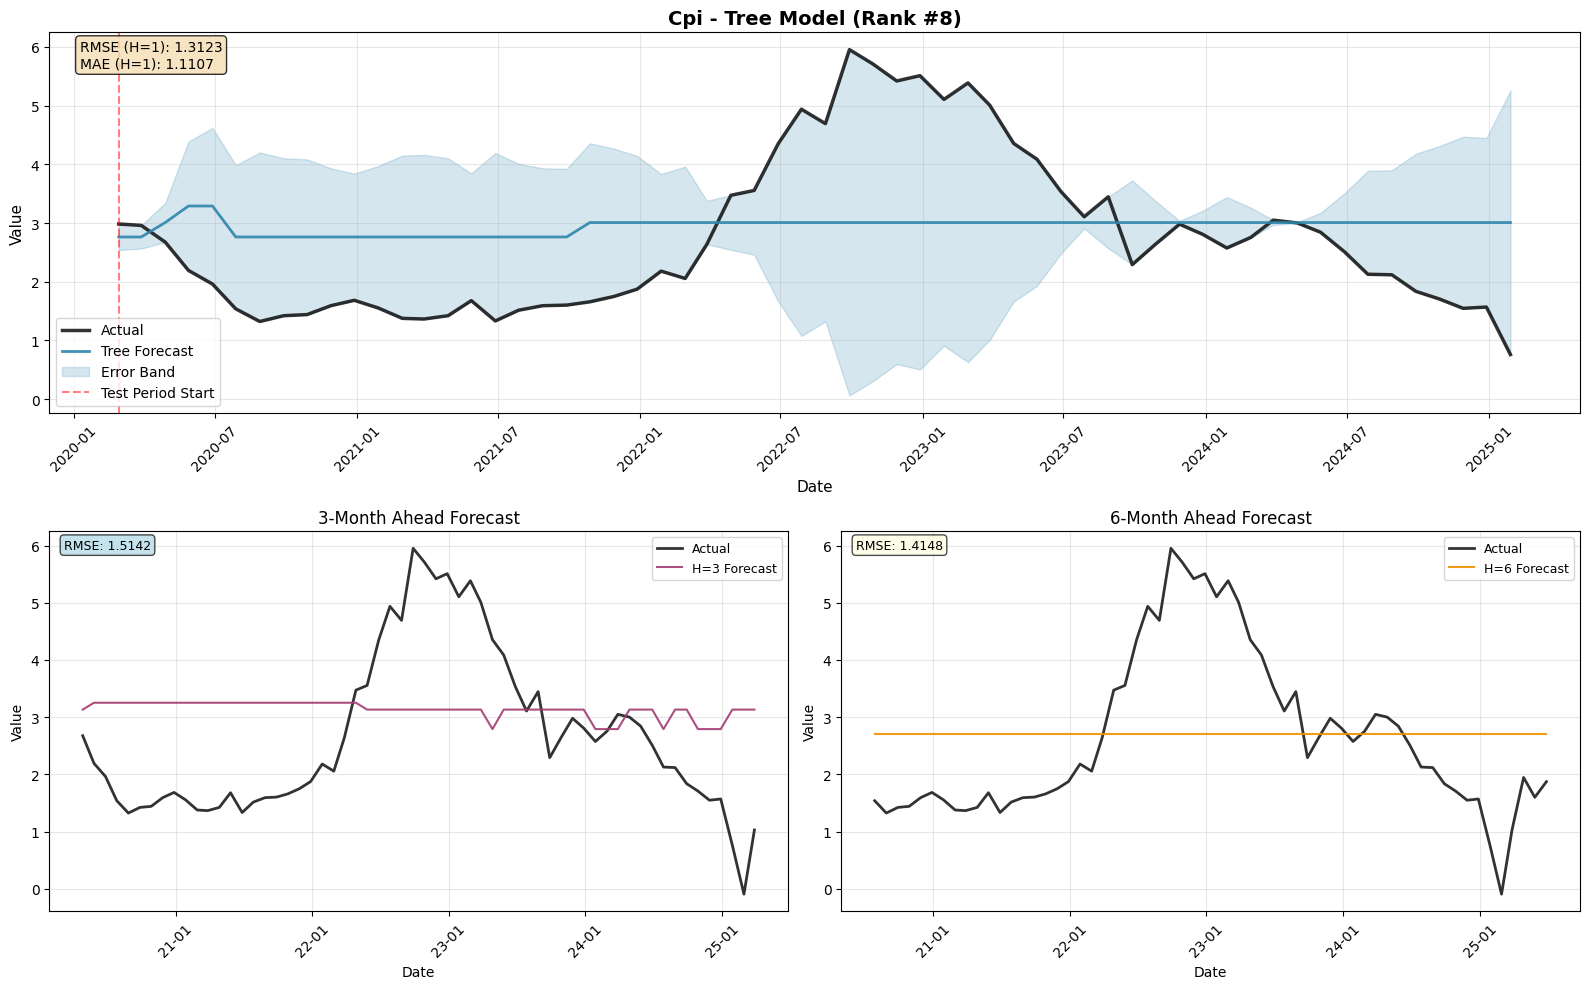 Cpi - Tree Model (Rank #8)
RMSE (H=1): 1.3123
MAE (H=1): 1.1107
Value
6
5
4
3
2
1
0
Actual
Tree Forecast
Error Band
Test Period Start
2020-01
2020-07
2021-01
2021-07
2022-01
2022-07
2023-01
2023-07
2024-01
2024-07
2025-01
Date
3-Month Ahead Forecast
RMSE: 1.5142
Actual
H=3 Forecast
Value
6
5
4
3
2
1
0
21-01
22-01
23-01
24-01
25-01
Date
6-Month Ahead Forecast
RMSE: 1.4148
Actual
H=6 Forecast
Value
6
5
4
3
2
1
0
21-01
22-01
23-01
24-01
25-01
Date